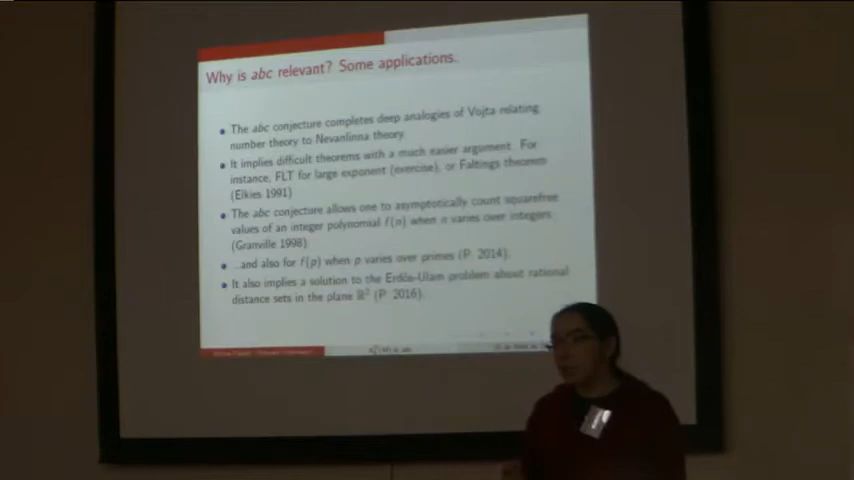 Why is abc relevant? Some applications.
• The abc conjecture completes deep analogies of Vojta relating
number theory to Nevanlinna theory.
• It implies difficult theorems with a much easier argument. For
instance, FLT for large exponent (exercise), or Faltings theorem
(Elkies 1991)
• The abc conjecture allows one to asymptotically count squarefree
values of an integer polynomial f(n) when n varies over integers
(Granville 1998)
• ...and also for f(p) when p varies over primes (P. 2014).
• It also implies a solution to the Erdös-Ulam problem about rational
distance sets in the plane ℝ² (P. 2016).